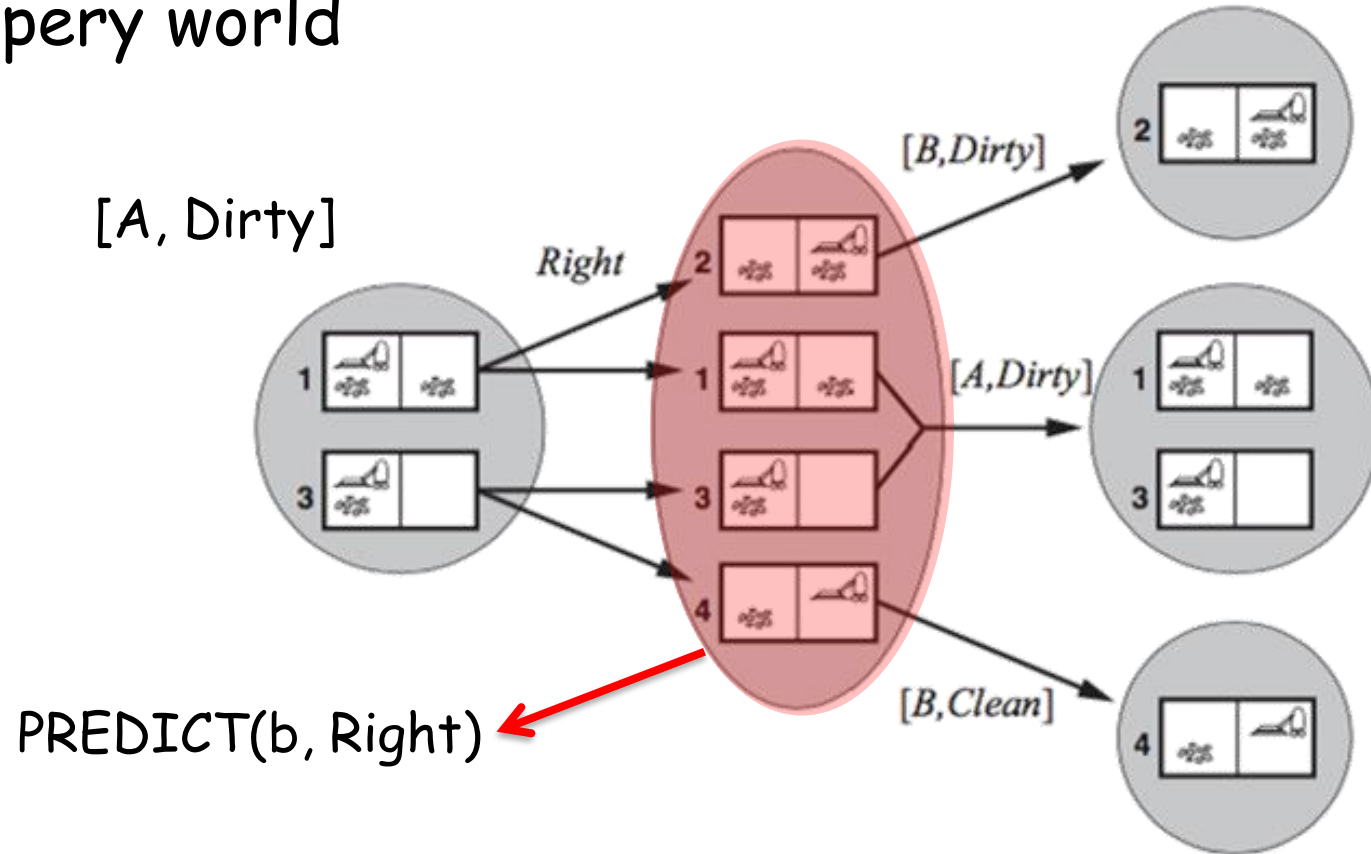 pery world
[A, Dirty]
Right
[B,Dirty]
[A,Dirty]
[B,Clean]
PREDICT(b, Right)
1
3
2
1
3
4
2
1
3
4